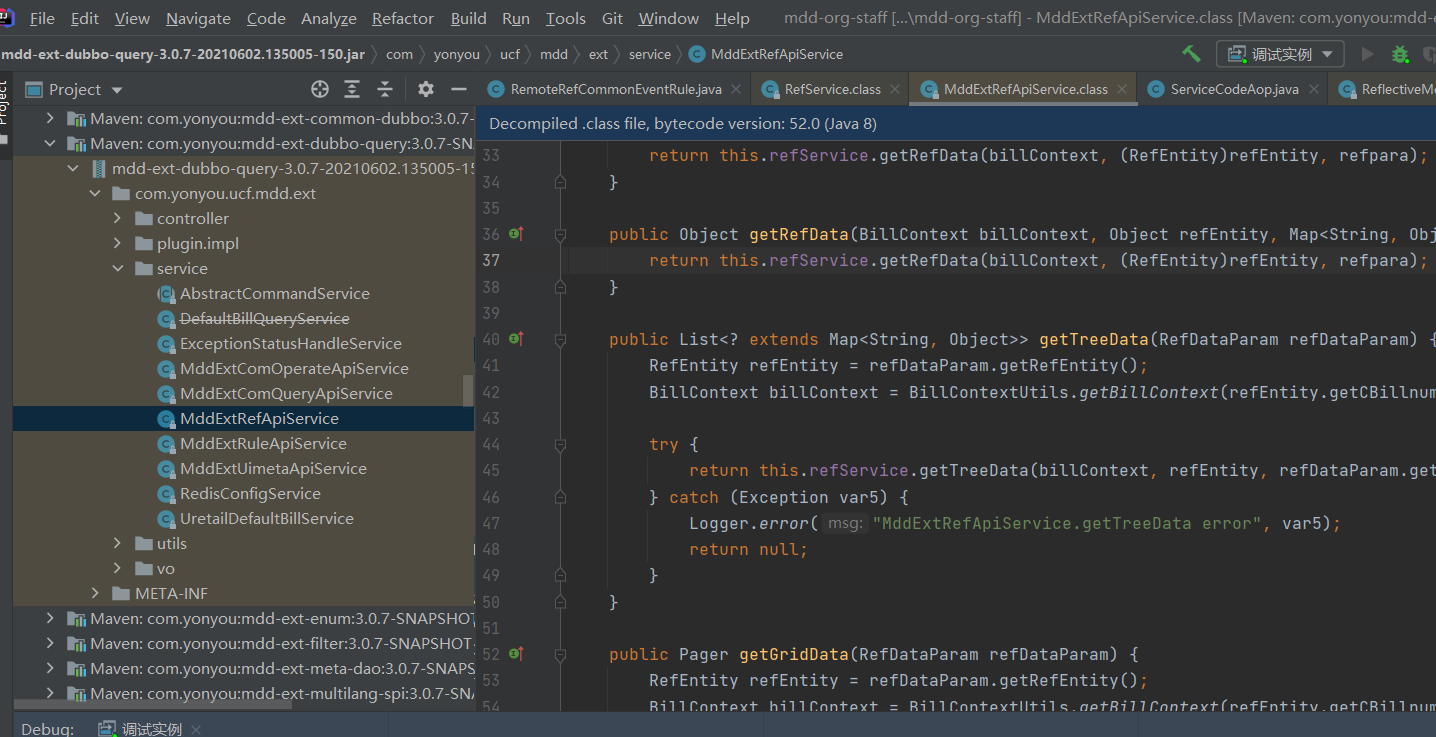 File Edit View Navigate Code Analyze Refactor Build Run Tools Git Window Help mdd-org-staff [...\mdd-org-staff] - MddExtRefApiService.class [Maven: com.yonyou:mdd-e
mdd-ext-dubbo-query-3.0.7-20210602.135005-150.jar com yonyou ucf mdd ext service MddExtRefApiService 调试实例
Project
Project
RemoteRefCommonEventRule.java RefService.class MddExtRefApiService.class ServiceCodeAop.java ReflectiveM
Decompiled .class file, bytecode version: 52.0 (Java 8)
Maven: com.yonyou:mdd-ext-common-dubbo:3.0.7-
Maven: com.yonyou:mdd-ext-dubbo-query:3.0.7-SNA
mdd-ext-dubbo-query-3.0.7-20210602.135005-15
com.yonyou.ucf.mdd.ext
controller
plugin.impl
service
AbstractCommandService
DefaultBillQueryService
ExceptionStatusHandleService
MddExtComOperateApiService
MddExtComQueryApiService
MddExtRefApiService
MddExtRuleApiService
MddExtUimetaApiService
RedisConfigService
UretailDefaultBillService
utils
vo
META-INF
Maven: com.yonyou:mdd-ext-enum:3.0.7-SNAPSHOT
Maven: com.yonyou:mdd-ext-filter:3.0.7-SNAPSHOT
Maven: com.yonyou:mdd-ext-meta-dao:3.0.7-SNAPS
Maven: com.yonyou:mdd-ext-multilang-spi:3.0.7-SNA
33 return this.refService.getRefData(billContext, (RefEntity)refEntity, refpara);
34 }
35
36 public Object getRefData(BillContext billContext, Object refEntity, Map<String, Obj
37 return this.refService.getRefData(billContext, (RefEntity)refEntity, refpara);
38 }
39
40 public List<? extends Map<String, Object>> getTreeData(RefDataParam refDataParam) {
41 RefEntity refEntity = refDataParam.getRefEntity();
42 BillContext billContext = BillContextUtils.getBillContext(refEntity.getCBillnum
43
44 try {
45 return this.refService.getTreeData(billContext, refEntity, refDataParam.get
46 } catch (Exception var5) {
47 Logger.error( msg: "MddExtRefApiService.getTreeData error", var5);
48 return null;
49 }
50 }
51
52 public Pager getGridData(RefDataParam refDataParam) {
53 RefEntity refEntity = refDataParam.getRefEntity();
54 BillContext billContext = BillContextUtils.getBillContext(refEntity.getCBillnum
Debug: 调试实例